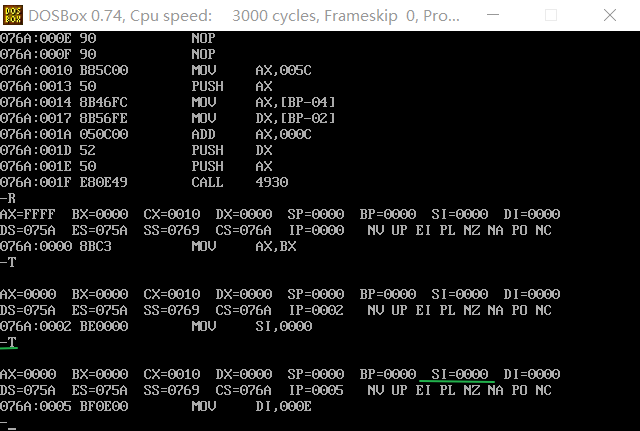 DOSBox 0.74, Cpu speed: 3000 cycles, Frameskip 0, Pro...
076A:000E 90 NOP
076A:000F 90 NOP
076A:0010 B85C00 MOV AX,005C
076A:0013 50 PUSH AX
076A:0014 8B46FC MOV AX,[BP-04]
076A:0017 8B56FE MOV DX,[BP-02]
076A:001A 050C00 ADD AX,000C
076A:001D 52 PUSH DX
076A:001E 50 PUSH AX
076A:001F E80E49 CALL 4930
-R
AX=FFFF BX=0000 CX=0010 DX=0000 SP=0000 BP=0000 SI=0000 DI=0000
DS=075A ES=075A SS=0769 CS=076A IP=0000 NV UP EI PL NZ NA PO NC
076A:0000 8BC3 MOV AX,BX
-T
AX=0000 BX=0000 CX=0010 DX=0000 SP=0000 BP=0000 SI=0000 DI=0000
DS=075A ES=075A SS=0769 CS=076A IP=0002 NV UP EI PL NZ NA PO NC
076A:0002 BE0000 MOV SI,0000
-T
AX=0000 BX=0000 CX=0010 DX=0000 SP=0000 BP=0000 SI=0000 DI=0000
DS=075A ES=075A SS=0769 CS=076A IP=0005 NV UP EI PL NZ NA PO NC
076A:0005 BF0E00 MOV DI,000E
-_